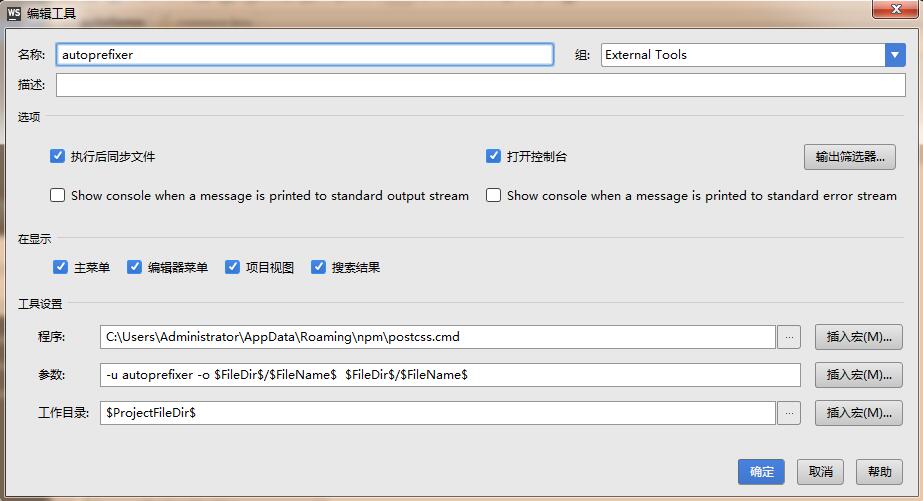 WS 编辑工具
名称: autoprefixer 组: External Tools
描述:
选项
执行后同步文件 打开控制台 输出筛选器...
Show console when a message is printed to standard output stream Show console when a message is printed to standard error stream
在显示
主菜单 编辑器菜单 项目视图 搜索结果
工具设置
程序: C:\Users\Administrator\AppData\Roaming\npm\postcss.cmd ... 插入宏(M)...
参数: -u autoprefixer -o $FileDir$/$FileName$ $FileDir$/$FileName$ 插入宏(M)...
工作目录: $ProjectFileDir$ ... 插入宏(M)...
确定 取消 帮助